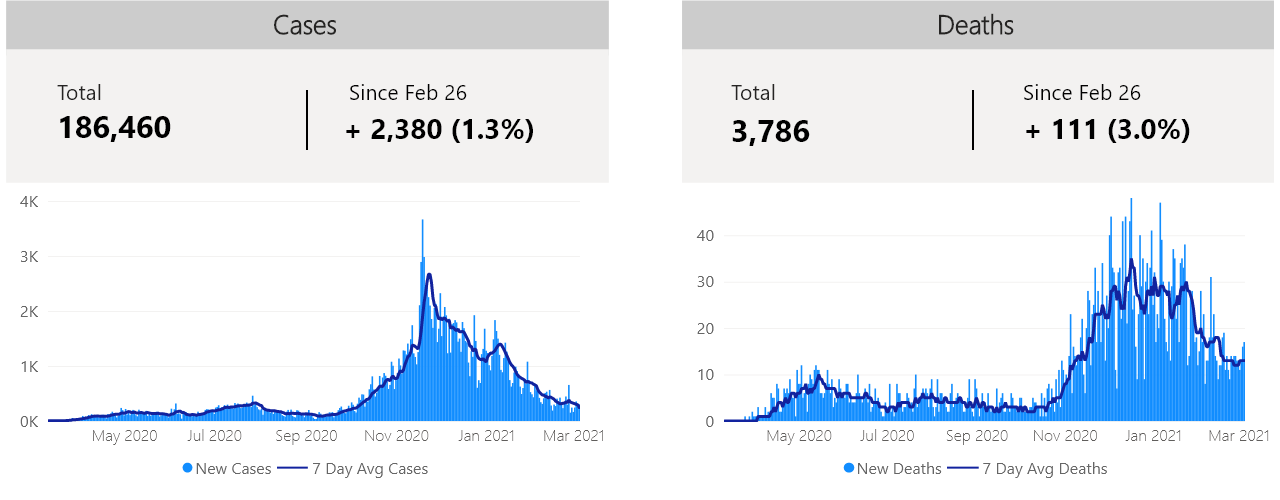 Cases
Total
186,460
Since Feb 26
+ 2,380 (1.3%)
4K
3K
2K
1K
0K
May 2020 Jul 2020 Sep 2020 Nov 2020 Jan 2021 Mar 2021
New Cases 7 Day Avg Cases
Deaths
Total
3,786
Since Feb 26
+ 111 (3.0%)
40
30
20
10
0
May 2020 Jul 2020 Sep 2020 Nov 2020 Jan 2021 Mar 2021
New Deaths 7 Day Avg Deaths